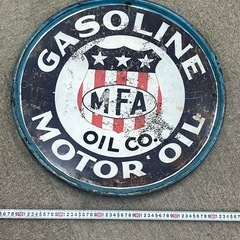 GASOLINE
MFA
OIL CO.
MOTOR OIL